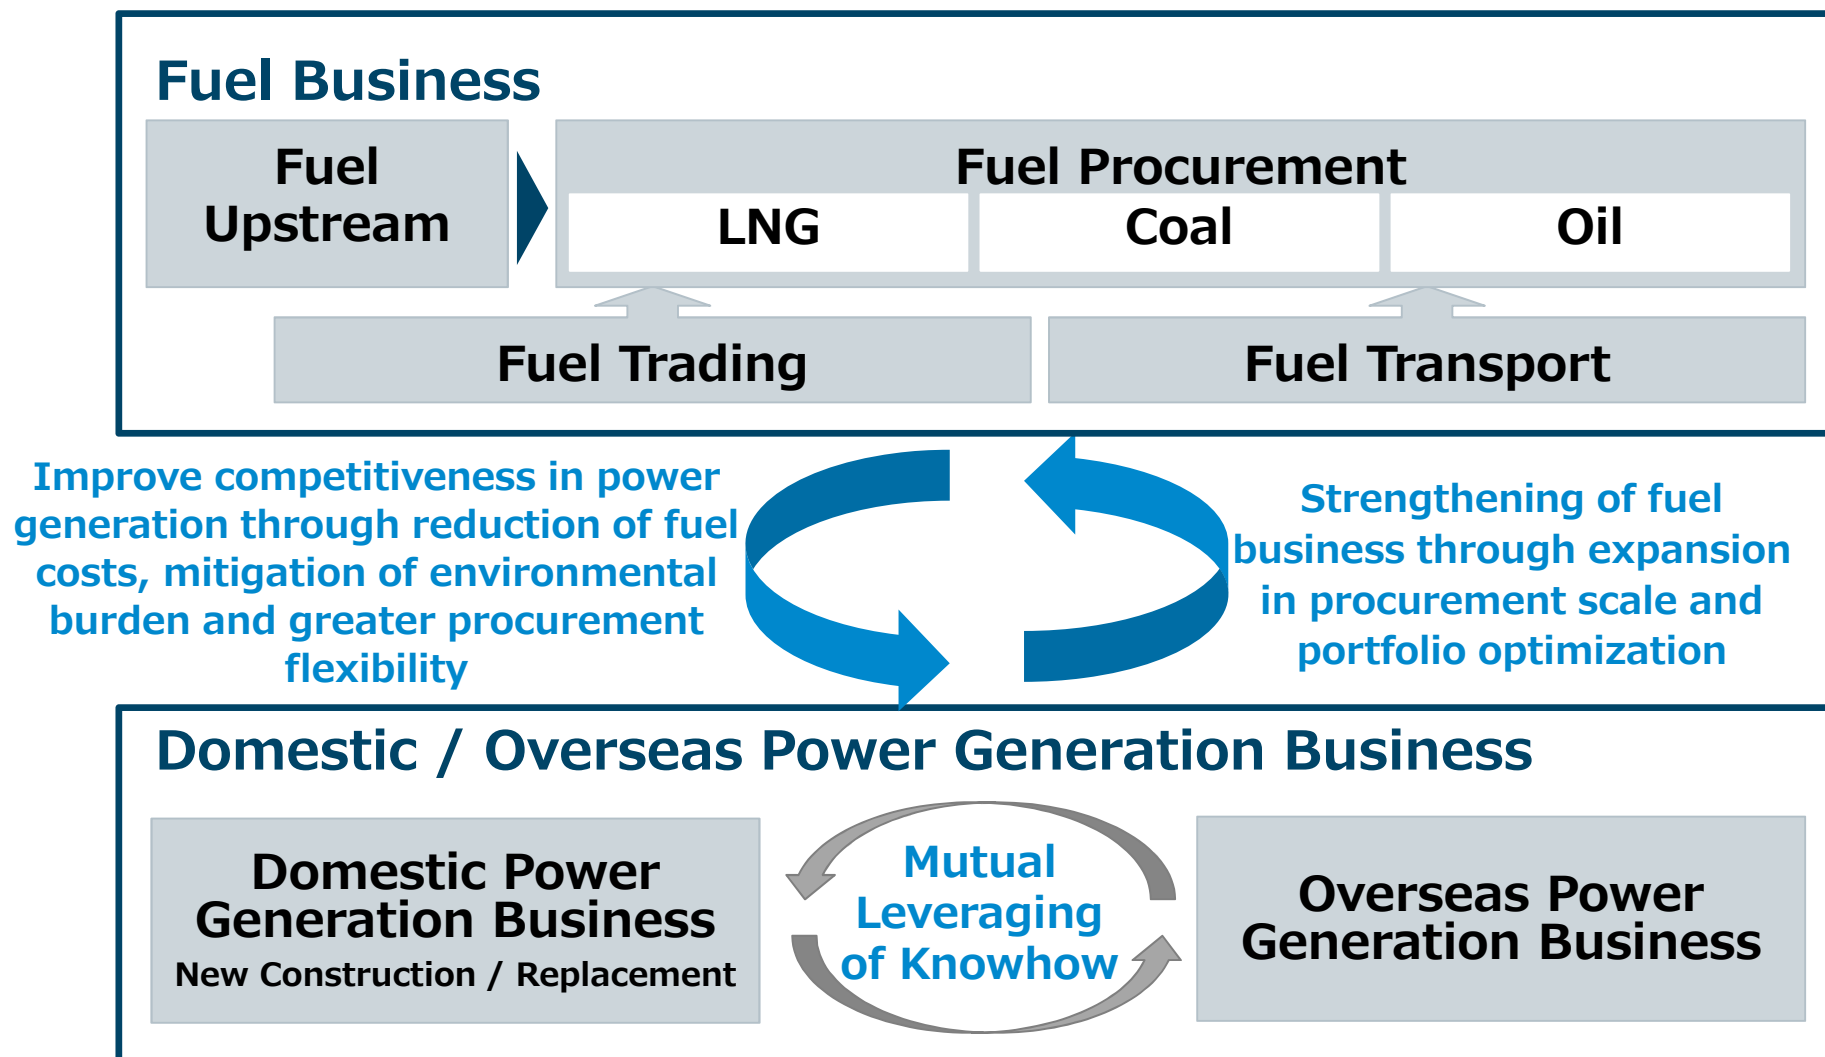 Fuel Business
Fuel
Upstream
Fuel Procurement
LNG
Coal
Oil
Fuel Trading
Fuel Transport
Improve competitiveness in power
generation through reduction of fuel
costs, mitigation of environmental
burden and greater procurement
flexibility
Strengthening of fuel
business through expansion
in procurement scale and
portfolio optimization
Domestic / Overseas Power Generation Business
Domestic Power
Generation Business
New Construction / Replacement
Mutual
Leveraging
of Knowhow
Overseas Power
Generation Business